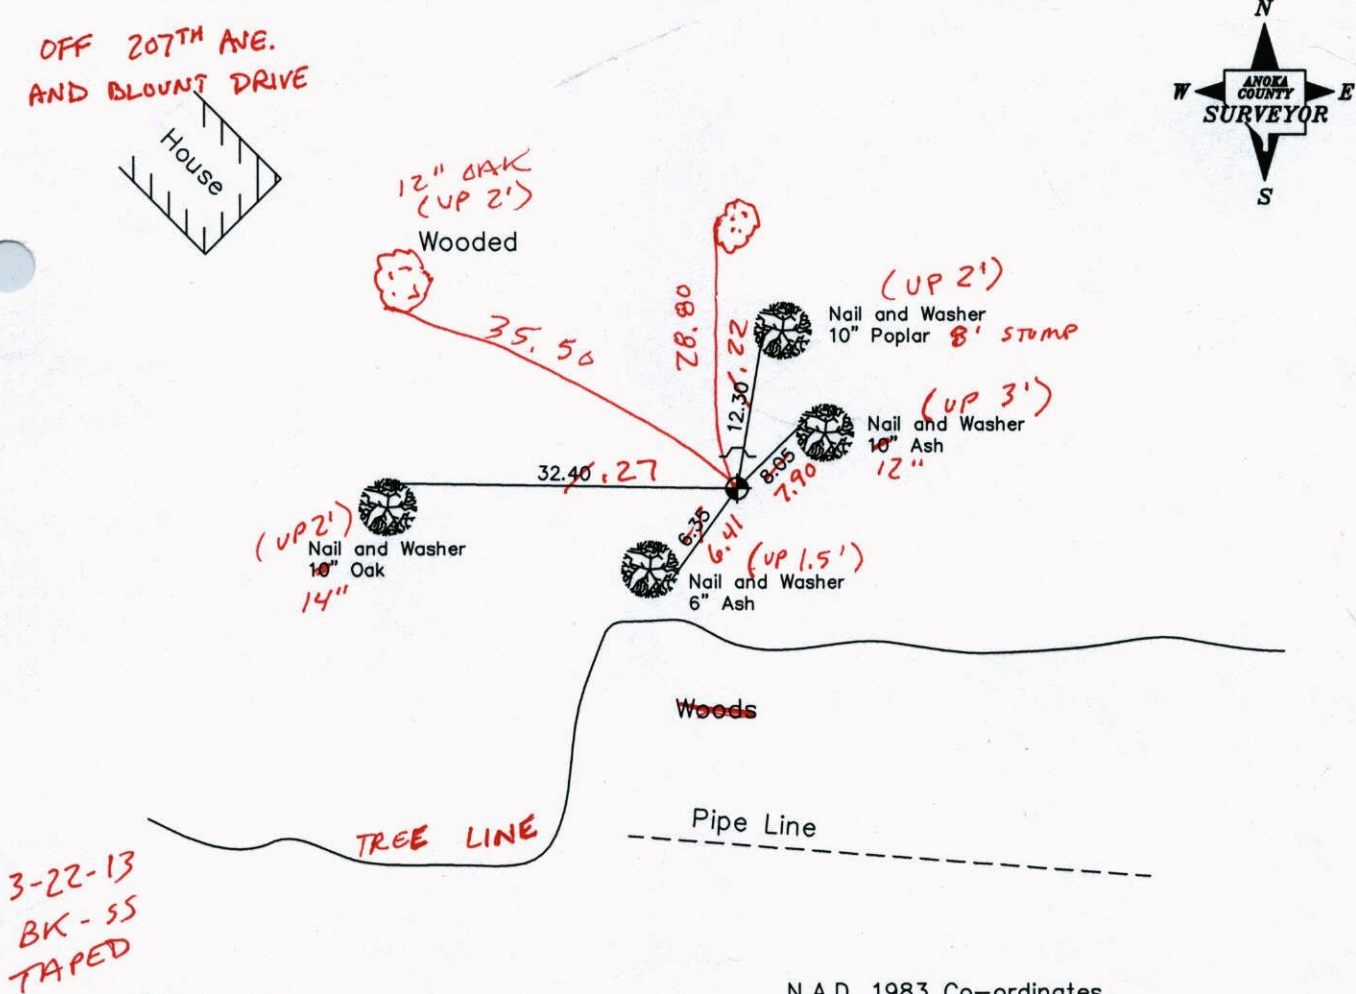 OFF 207TH AVE.
AND BLOUNT DRIVE
N
W
ANOKA
COUNTY
E
SURVEYOR
S
House
12" OAK
(UP 2')
Wooded
(UP 2')
Nail and Washer
10" Poplar 8' STUMP
28.80
12.30 .22
35.50
(UP 3')
Nail and Washer
10" Ash
12"
32.40 .27
8.05
7.90
6.35
6.41
(UP 2')
Nail and Washer
10" Oak
14"
(UP 1.5')
Nail and Washer
6" Ash
Woods
Pipe Line
TREE LINE
3-22-13
BK - SS
TAPED
N.A.D. 1983 Co-ordinates